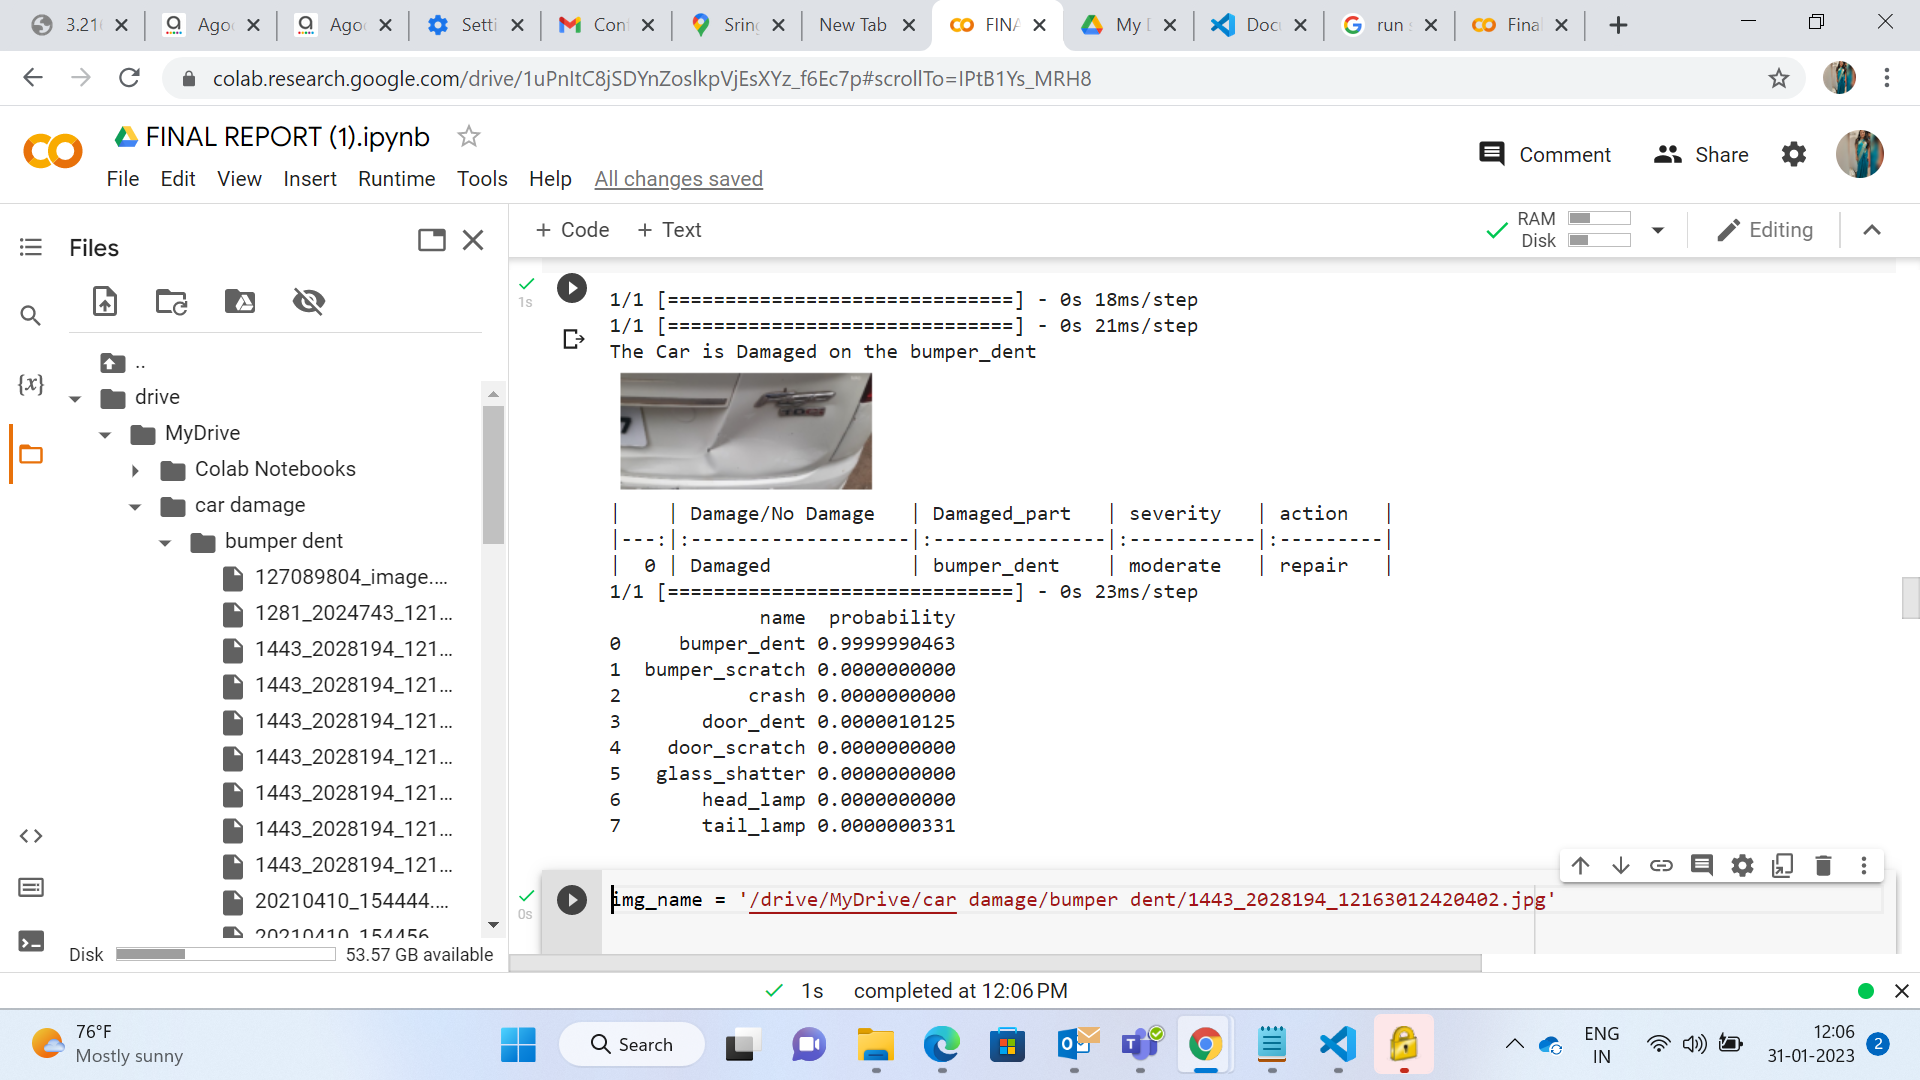 3.21
Ago
Ago
Setti
Con
Srin
New Tab
FINA
My
Doc
run
Fina
colab.research.google.com/drive/1uPnItC8jSDYnZoslkpVjEsXYz_f6Ec7p#scrollTo=IPtB1Ys_MRH8
FINAL REPORT (1).ipynb
Comment
Share
File Edit View Insert Runtime Tools Help All changes saved
Files
+ Code + Text
RAM
Disk
Editing
..
drive
MyDrive
Colab Notebooks
car damage
bumper dent
127089804_image....
1281_2024743_121...
1443_2028194_121...
1443_2028194_121...
1443_2028194_121...
1443_2028194_121...
1443_2028194_121...
1443_2028194_121...
1443_2028194_121...
20210410_154444....
20210410_154456
Disk 53.57 GB available
{x}
1s
1/1 [==============================] - 0s 18ms/step
1/1 [==============================] - 0s 21ms/step
The Car is Damaged on the bumper_dent
| | Damage/No Damage | Damaged_part | severity | action |
|---:|:-------------------|:---------------|:-----------|:---------|
| 0 | Damaged | bumper_dent | moderate | repair |
1/1 [==============================] - 0s 23ms/step
name probability
0 bumper_dent 0.9999990463
1 bumper_scratch 0.0000000000
2 crash 0.0000000000
3 door_dent 0.0000010125
4 door_scratch 0.0000000000
5 glass_shatter 0.0000000000
6 head_lamp 0.0000000000
7 tail_lamp 0.0000000331
0s
img_name = '/drive/MyDrive/car damage/bumper dent/1443_2028194_12163012420402.jpg'
1s completed at 12:06 PM
76°F
Mostly sunny
Search
ENG
IN
12:06
31-01-2023
2